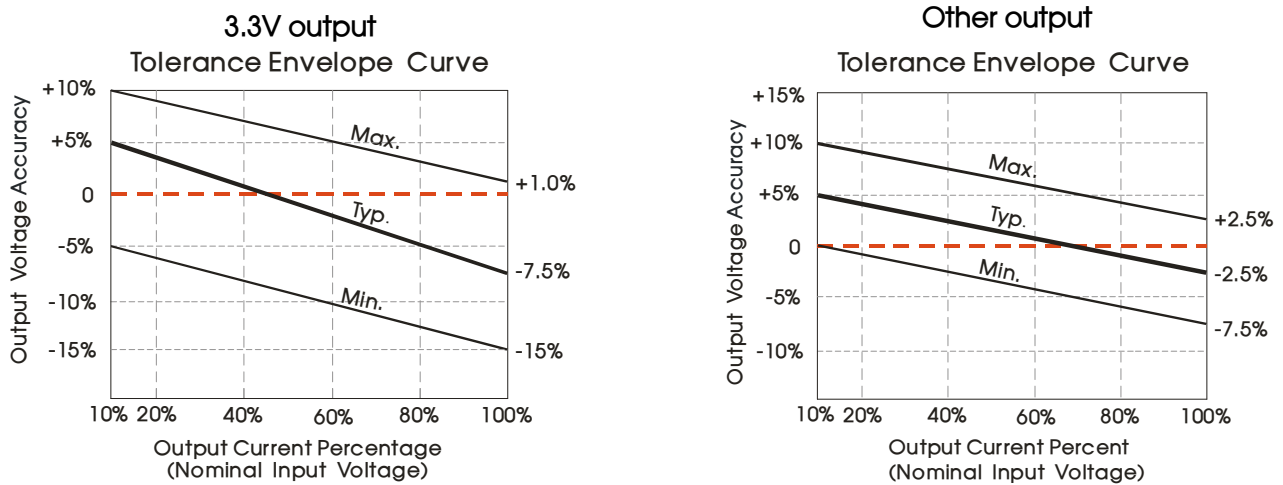 3.3V output
Tolerance Envelope Curve
+10%
+5%
0
-5%
-10%
-15%
Output Voltage Accuracy
Max.
Typ.
Min.
+1.0%
-7.5%
-15%
10% 20% 40% 60% 80% 100%
Output Current Percentage
(Nominal Input Voltage)
Other output
Tolerance Envelope Curve
+15%
+10%
+5%
0
-5%
-10%
Output Voltage Accuracy
Max.
Typ.
Min.
+2.5%
-2.5%
-7.5%
10% 20% 40% 60% 80% 100%
Output Current Percent
(Nominal Input Voltage)